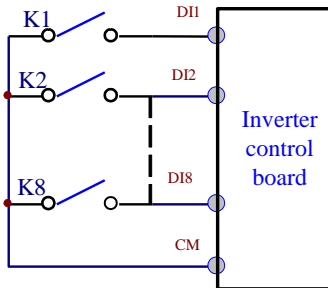 K1
DI1
K2
DI2
Inverter
control
board
K8
DI8
CM